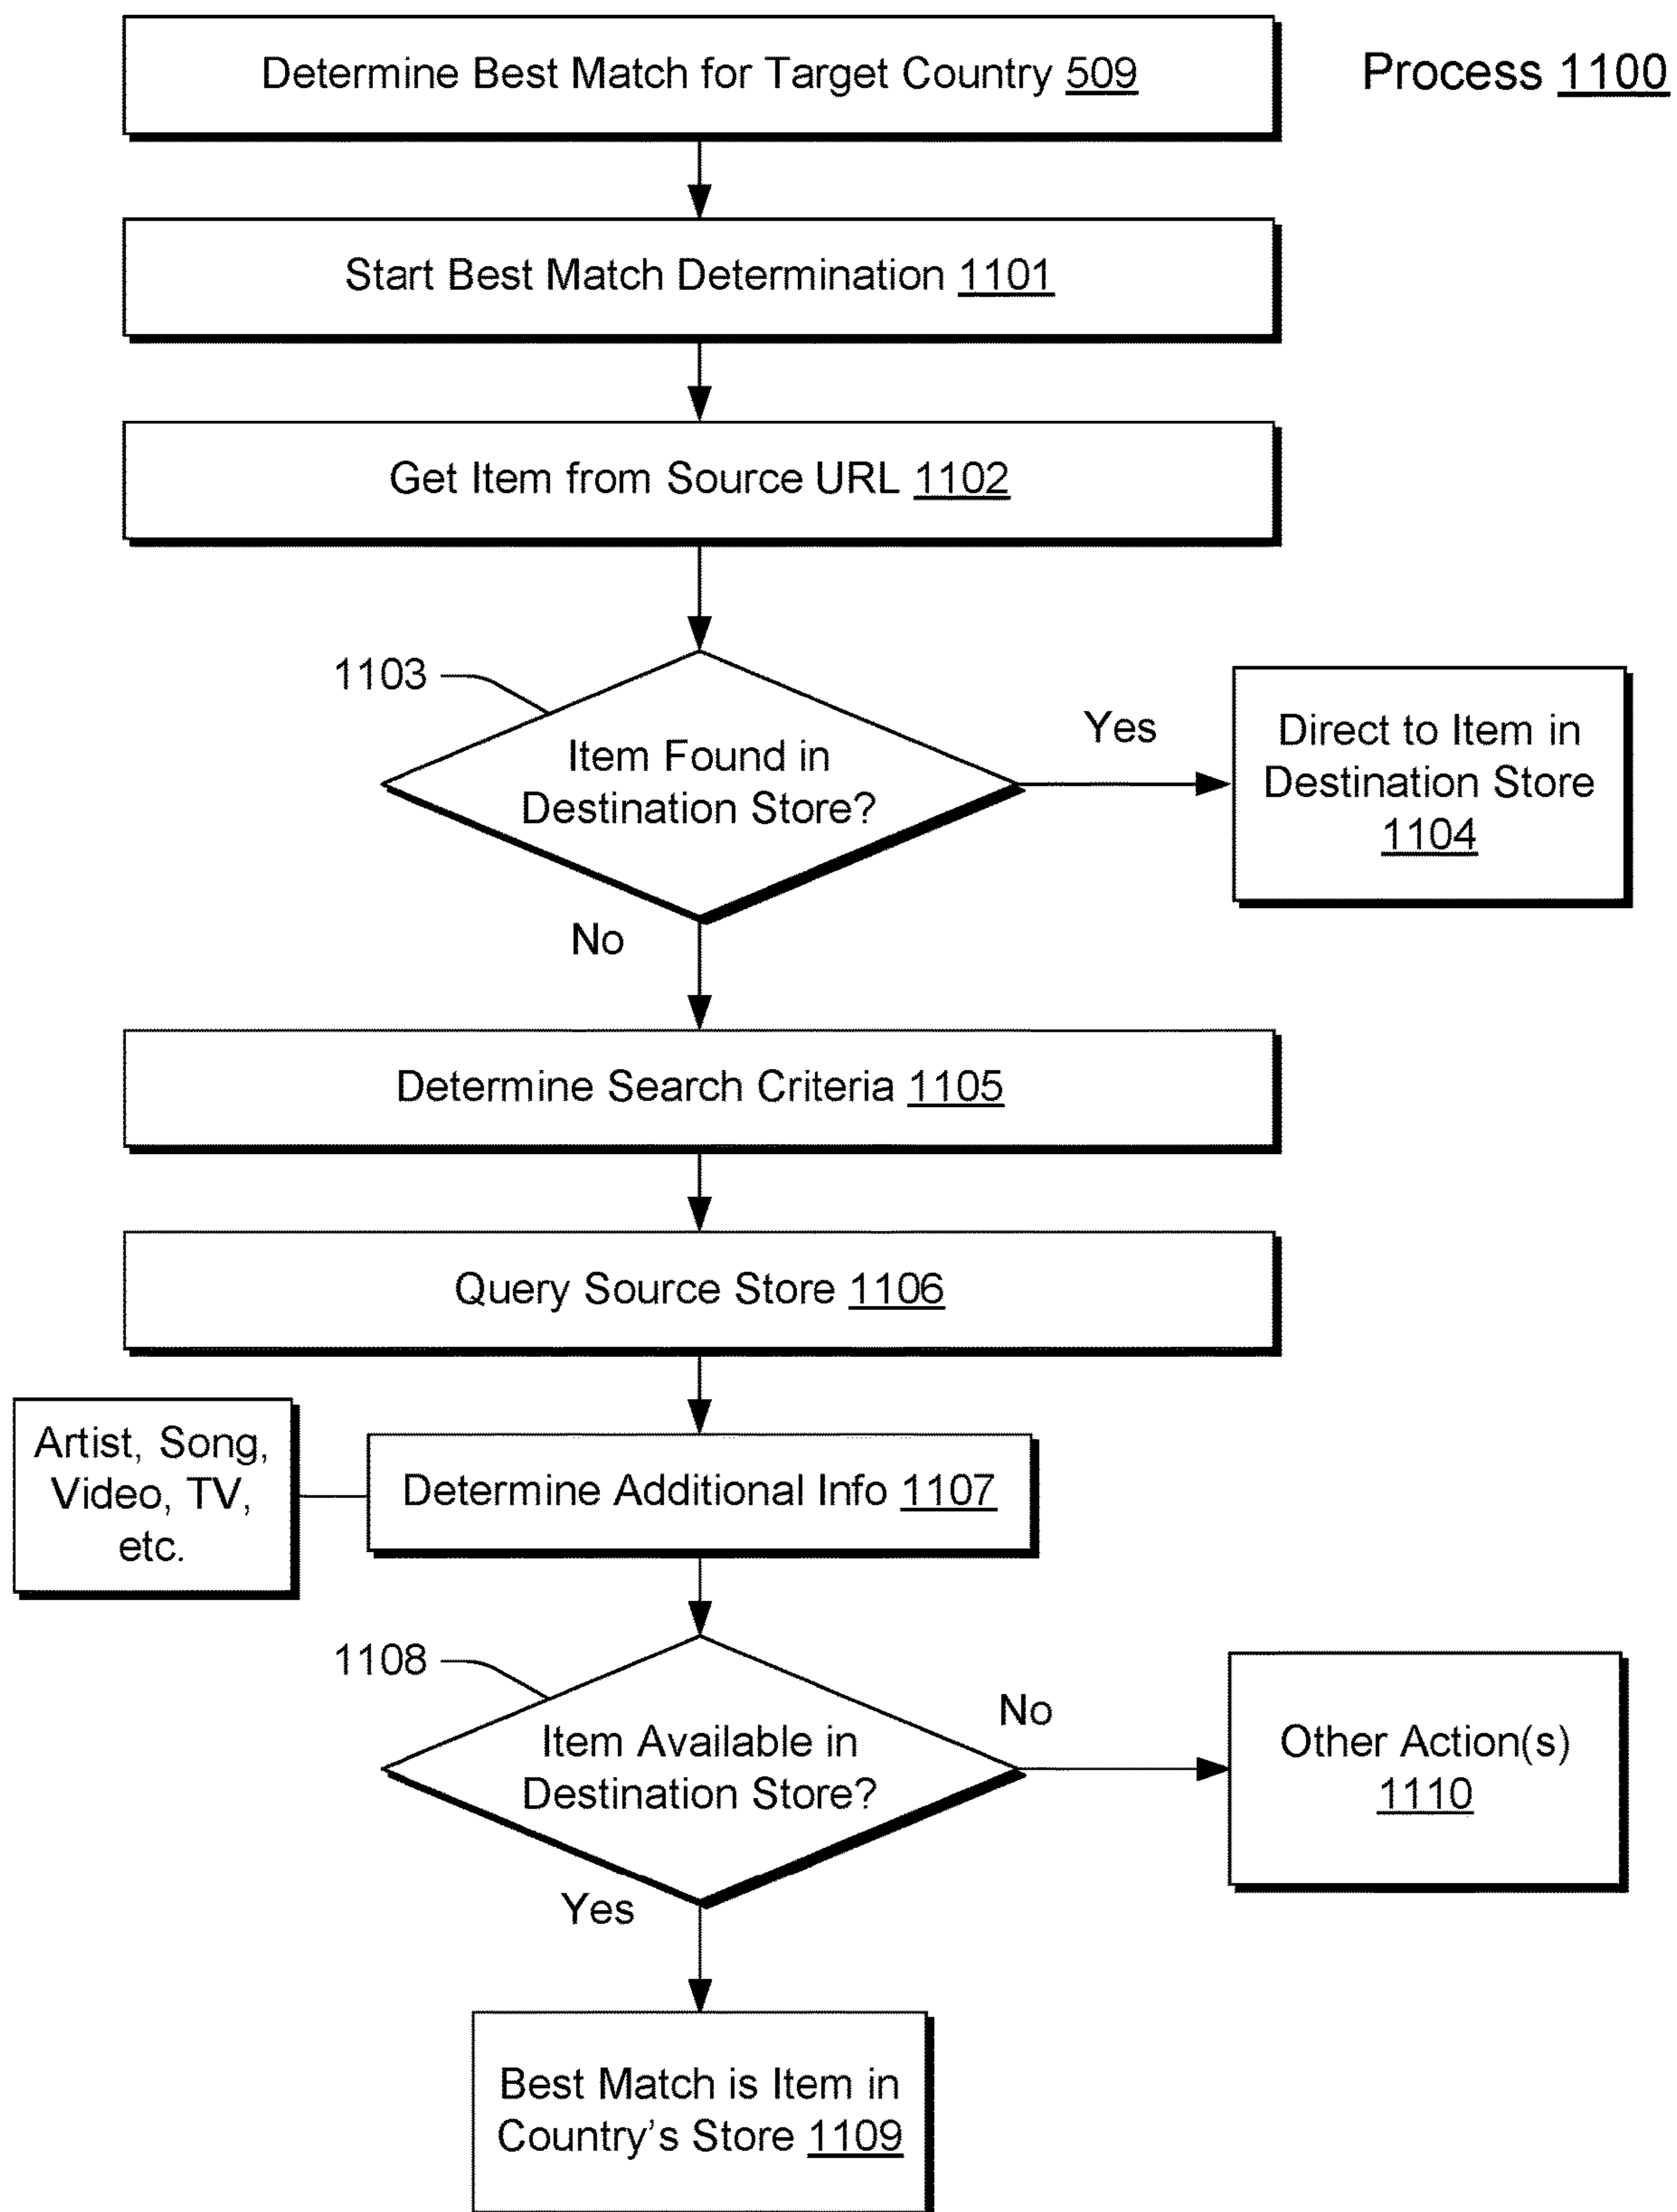 Determine Best Match for Target Country 509
Process 1100
Start Best Match Determination 1101
Get Item from Source URL 1102
1103
Item Found in
Destination Store?
Yes
Direct to Item in
Destination Store
1104
No
Determine Search Criteria 1105
Query Source Store 1106
Artist, Song,
Video, TV,
etc.
Determine Additional Info 1107
1108
Item Available in
Destination Store?
No
Other Action(s)
1110
Yes
Best Match is Item in
Country’s Store 1109